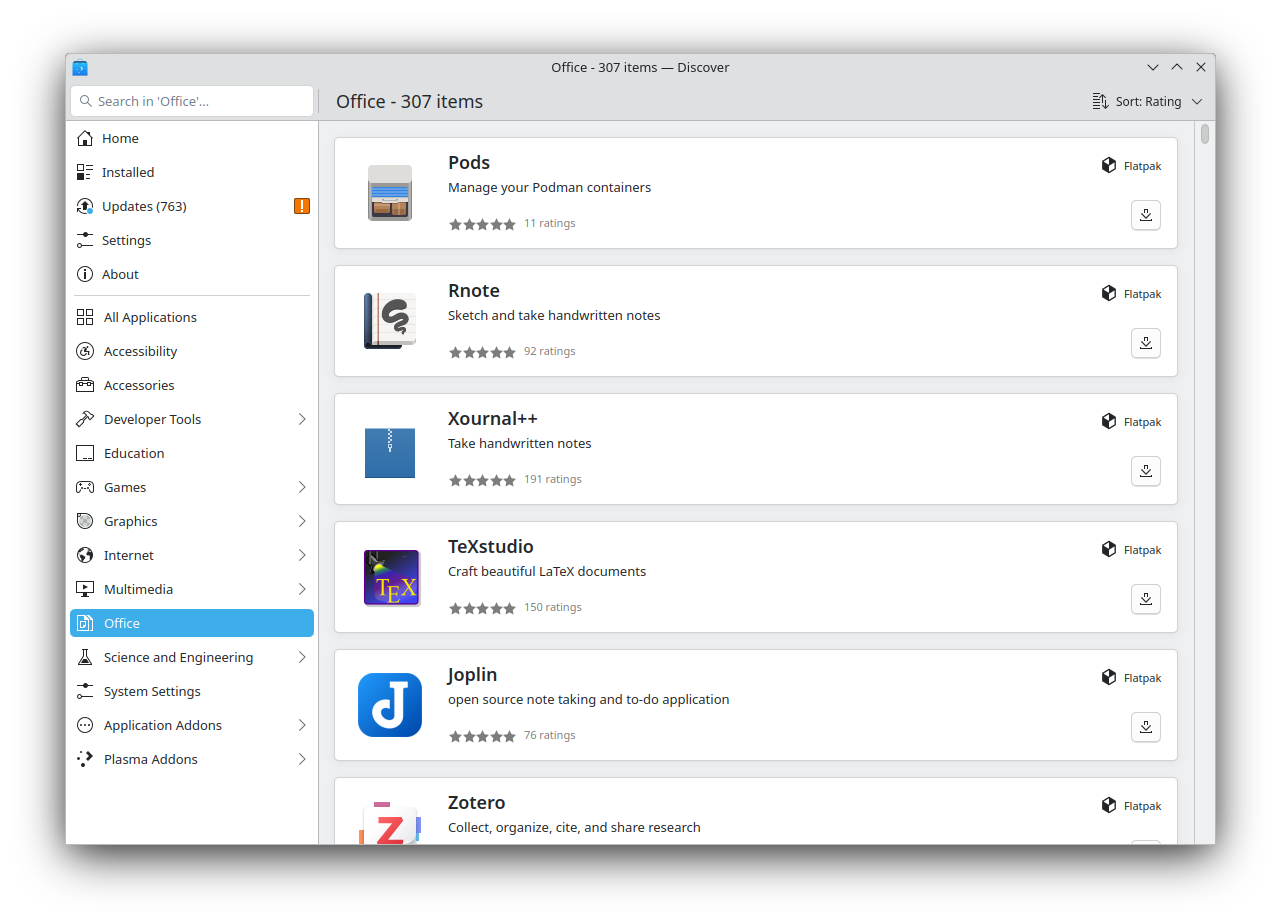 Office - 307 items — Discover
Search in 'Office'...
Office - 307 items
Sort: Rating
Home
Installed
Updates (763)
Settings
About
All Applications
Accessibility
Accessories
Developer Tools
Education
Games
Graphics
Internet
Multimedia
Office
Science and Engineering
System Settings
Application Addons
Plasma Addons
Pods
Flatpak
Manage your Podman containers
11 ratings
Rnote
Flatpak
Sketch and take handwritten notes
92 ratings
Xournal++
Flatpak
Take handwritten notes
191 ratings
TeXstudio
Flatpak
Craft beautiful LaTeX documents
TEX
150 ratings
Joplin
Flatpak
open source note taking and to-do application
J
76 ratings
Zotero
Flatpak
Collect, organize, cite, and share research
Z